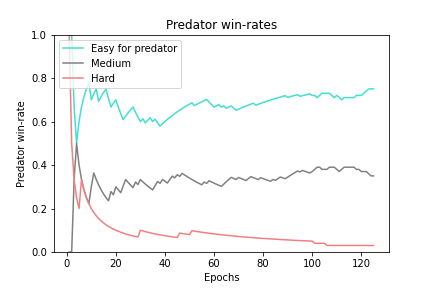 Predator win-rates
Predator win-rate
1.0
0.8
0.6
0.4
0.2
0.0
Easy for predator
Medium
Hard
0
20
40
60
80
100
120
Epochs